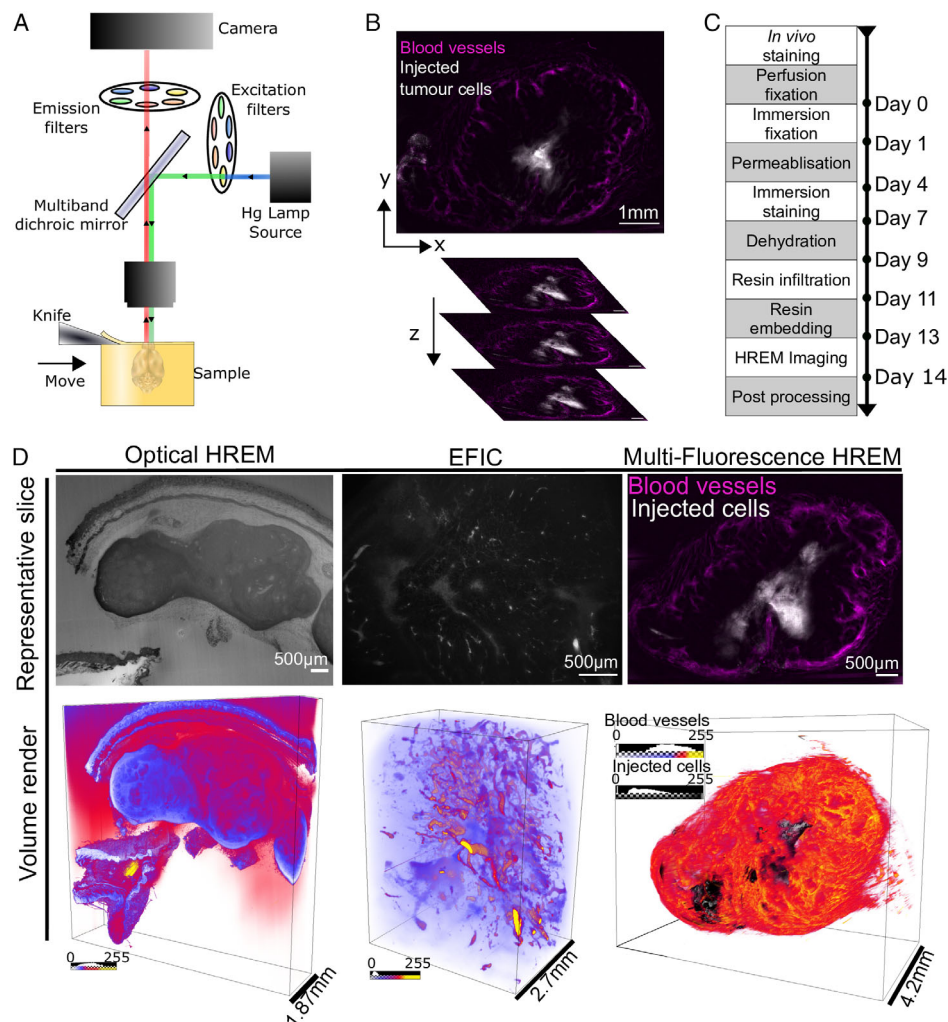 A
Camera
Emission
filters
Excitation
filters
Multiband
dichroic mirror
Hg Lamp
Source
Knife
Move
Sample
B
Blood vessels
Injected
tumour cells
1mm
y
x
z
C
In vivo
staining
Perfusion
fixation
Immersion
fixation
Permeablisation
Immersion
staining
Dehydration
Resin infiltration
Resin
embedding
HREM Imaging
Post processing
Day 0
Day 1
Day 4
Day 7
Day 9
Day 11
Day 13
Day 14
D
Optical HREM
EFIC
Multi-Fluorescence HREM
Representative slice
500µm
500µm
Blood vessels
Injected cells
500µm
Volume render
0 255
1.87mm
0 255
2.7mm
Blood vessels
0 255
Injected cells
0 255
4.2mm